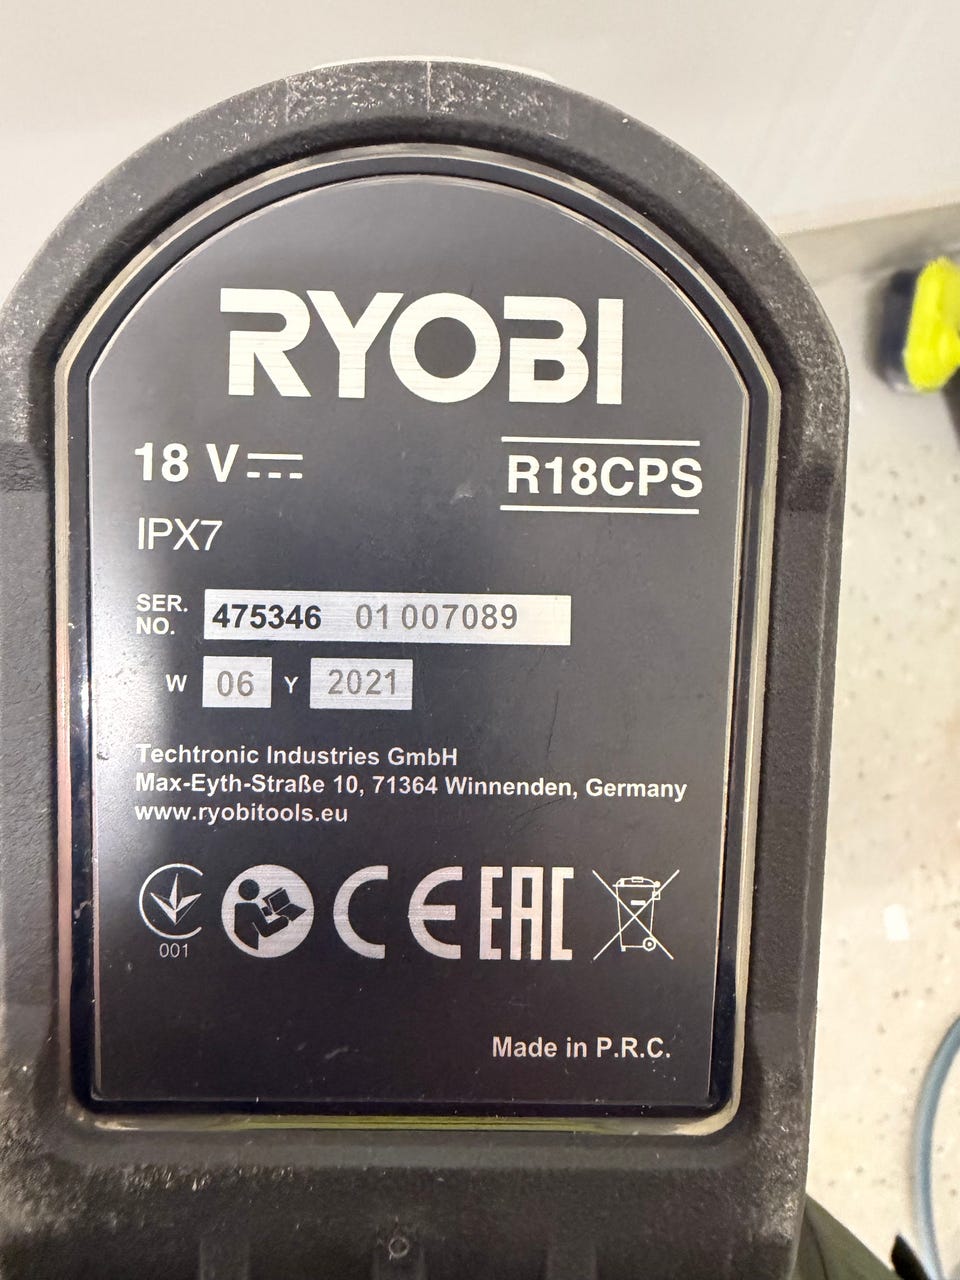 RYOBI
18 V
R18CPS
IPX7
SER. NO. 475346 01 007089
W 06 Y 2021
Techtronic Industries GmbH
Max-Eyth-Straße 10, 71364 Winnenden, Germany
www.ryobitools.eu
001
CE EAC
Made in P.R.C.